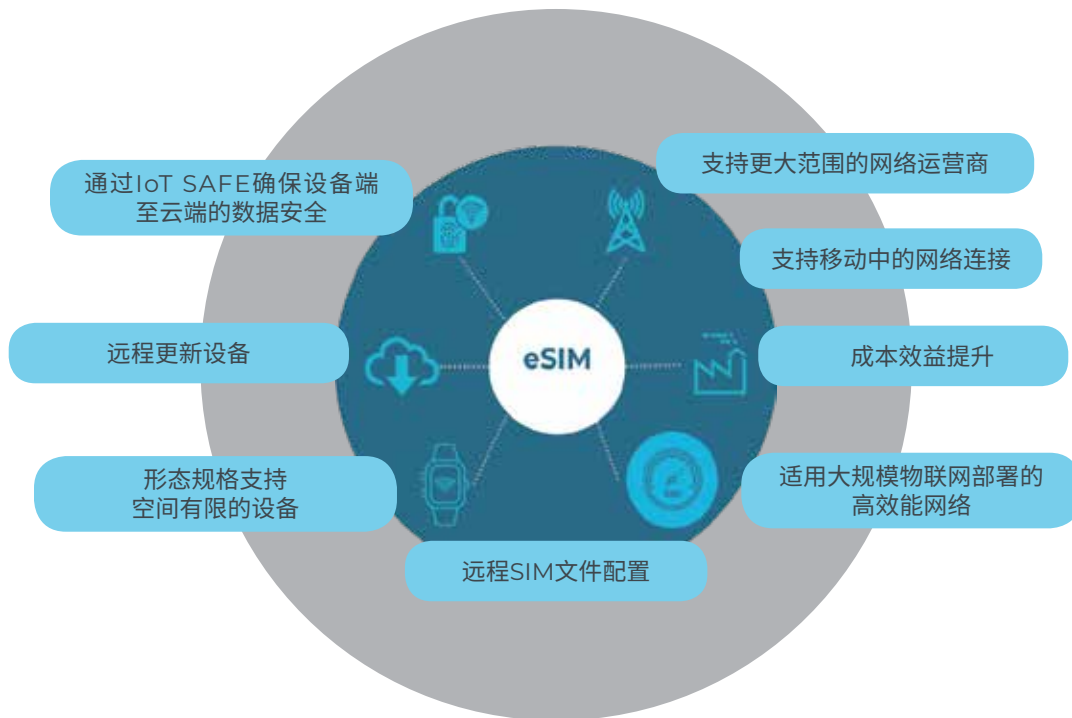 支持更大范围的网络运营商
通过IoT SAFE确保设备端
至云端的数据安全
支持移动中的网络连接
远程更新设备
eSIM
成本效益提升
形态规格支持
空间有限的设备
适用大规模物联网部署的
高效能网络
远程SIM文件配置